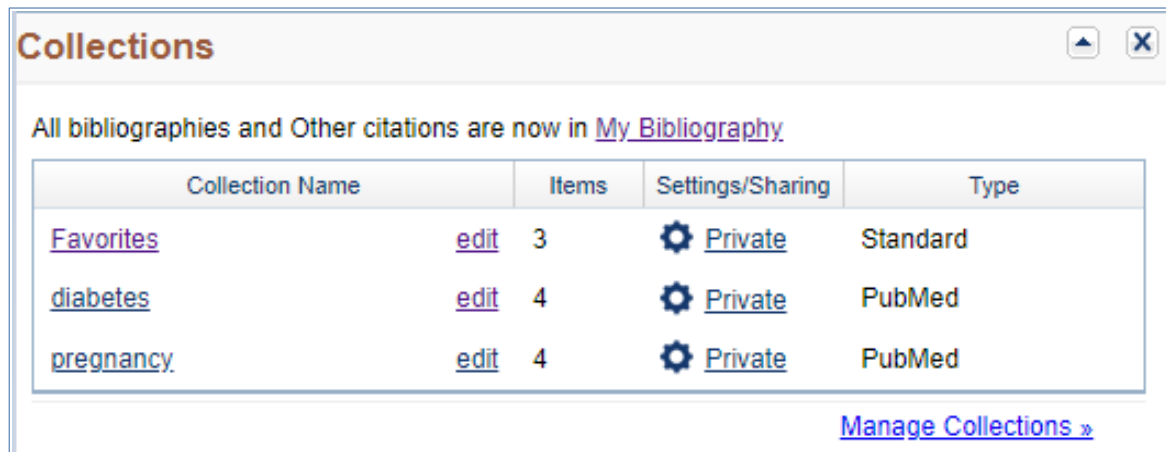 Collections
All bibliographies and Other citations are now in My Bibliography
Collection Name Items Settings/Sharing Type
Favorites edit 3 Private Standard
diabetes edit 4 Private PubMed
pregnancy edit 4 Private PubMed
Manage Collections »